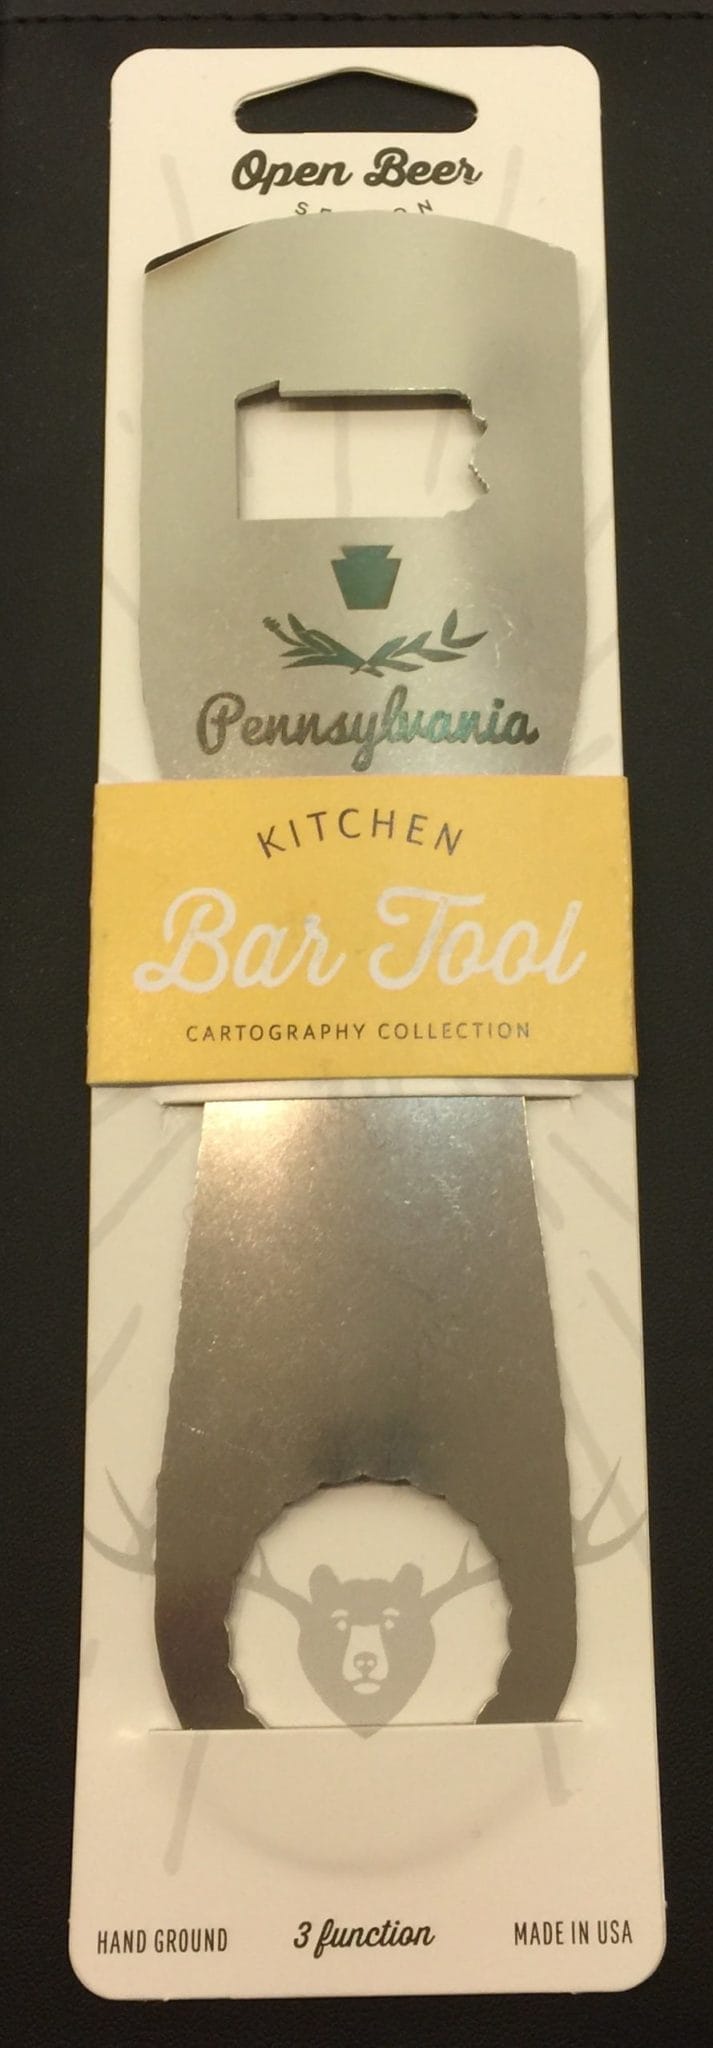 Open Beer
Pennsylvania
KITCHEN
Bar Tool
CARTOGRAPHY COLLECTION
HAND GROUND
3 function
MADE IN USA